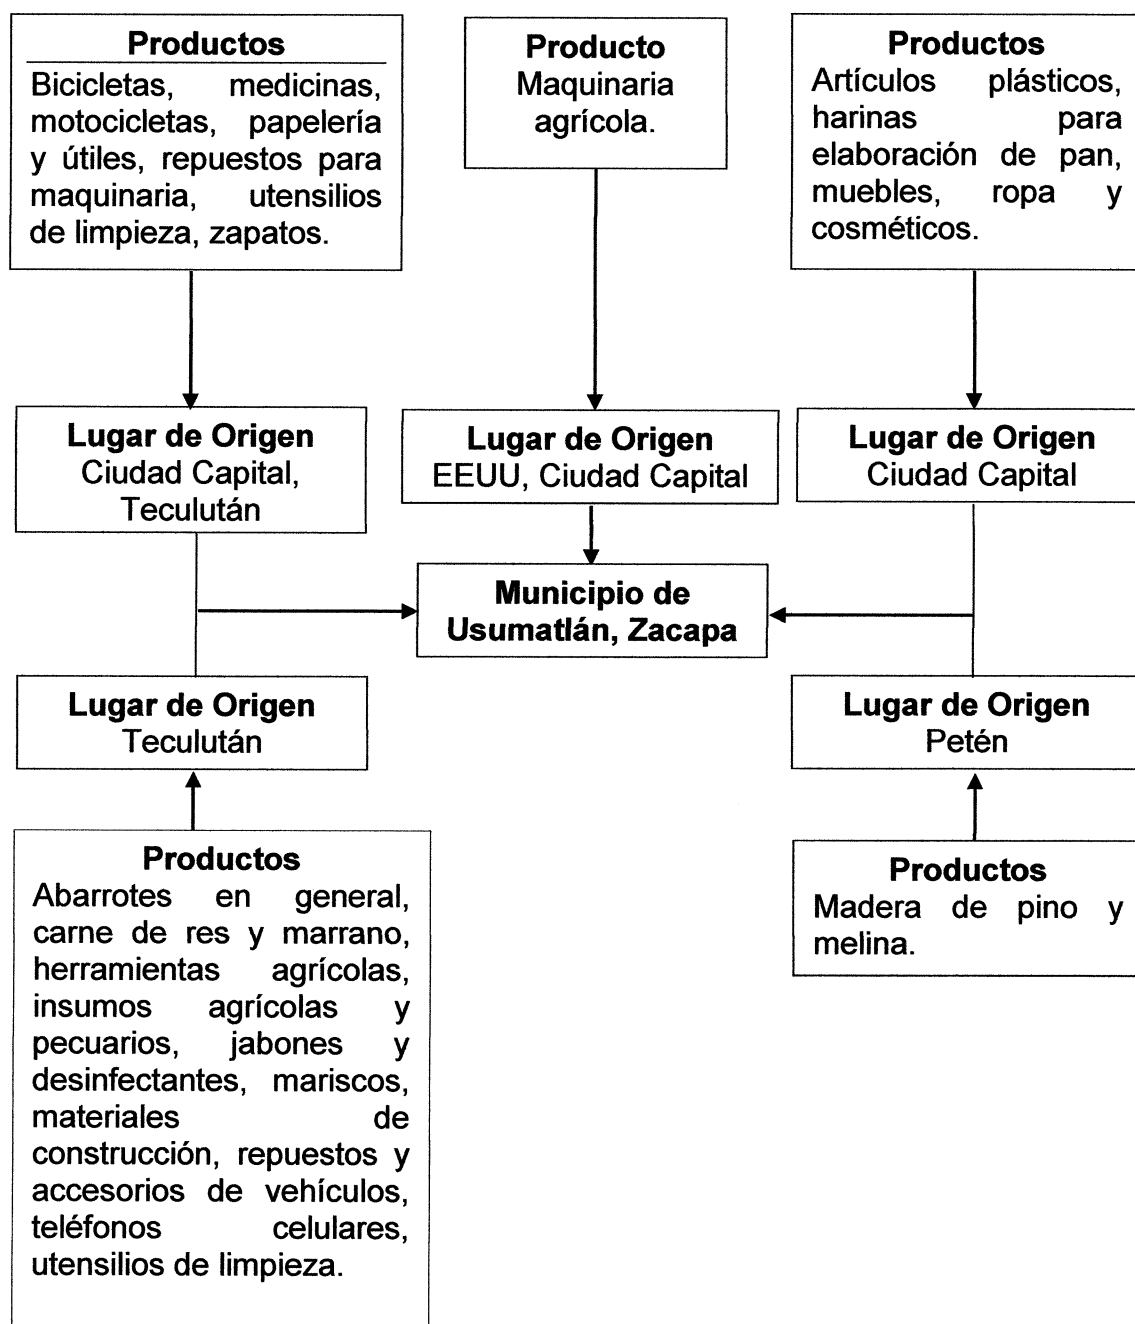 Productos
Bicicletas, medicinas,
motocicletas, papelería
y útiles, repuestos para
maquinaria, utensilios
de limpieza, zapatos.
Producto
Maquinaria
agrícola.
Productos
Artículos plásticos,
harinas para
elaboración de pan,
muebles, ropa y
cosméticos.
Lugar de Origen
Ciudad Capital,
Teculután
Lugar de Origen
EEUU, Ciudad Capital
Lugar de Origen
Ciudad Capital
Municipio de
Usumatlán, Zacapa
Lugar de Origen
Teculután
Lugar de Origen
Petén
Productos
Abarrotes en general,
carne de res y marrano,
herramientas agrícolas,
insumos agrícolas y
pecuarios, jabones y
desinfectantes, mariscos,
materiales de
construcción, repuestos y
accesorios de vehículos,
teléfonos celulares,
utensilios de limpieza.
Productos
Madera de pino y
melina.